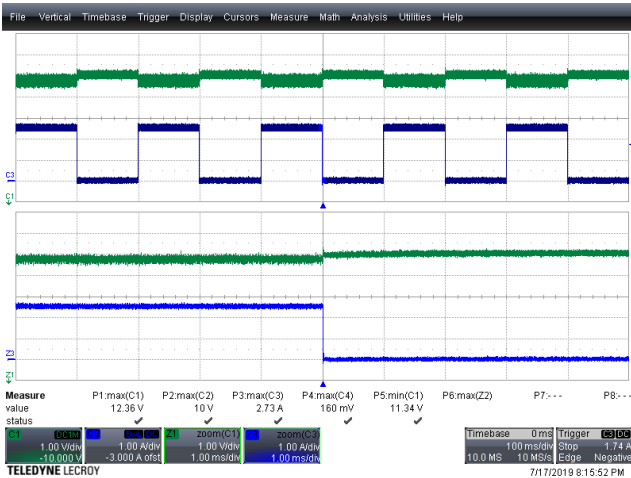 File Vertical Timebase Trigger Display Cursors Measure Math Analysis Utilities Help
C3
C1
Z3
Z1
Measure P1:max(C1) P2:max(C2) P3:max(C3) P4:max(C4) P5:min(C1) P6:max(Z2) P7:- - - P8:- - -
value 12.36 V 10 V 2.73 A 160 mV 11.34 V
status
C1 DC1M Z1 zoom(C1) zoom(C3) Timebase 0 ms Trigger C3 DC
1.00 V/div 1.00 A/div 1.00 V/div 1.00 A/div 100 ms/div Stop 1.74 A
-10.000 V -3.000 A ofst 1.00 ms/div 1.00 ms/div 10.0 MS 10 MS/s Edge Negative
TELEDYNE LECROY 7/17/2019 8:15:52 PM